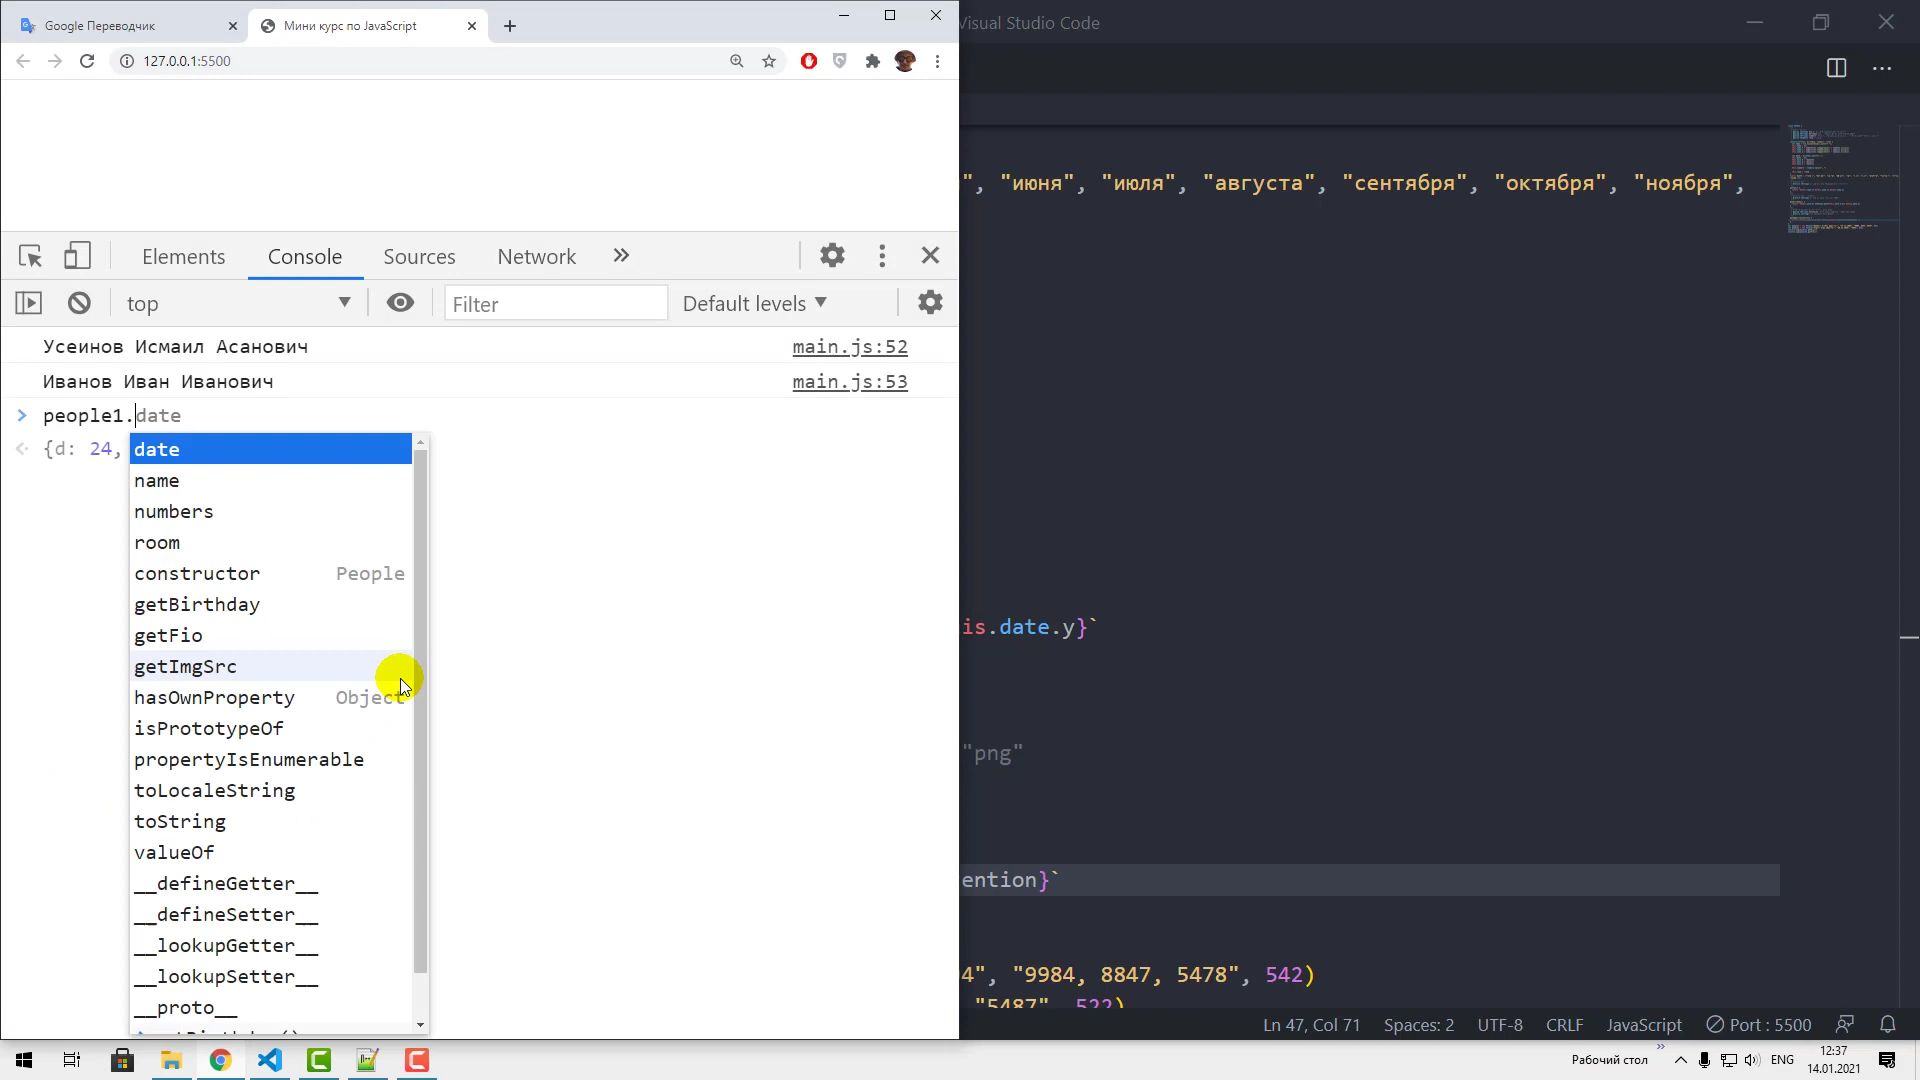 Google Переводчик
Мини курс по JavaScript
Visual Studio Code
127.0.0.1:5500
", "июня", "июля", "августа", "сентября", "октября", "ноября",
Elements
Console
Sources
Network
top
Filter
Default levels
Усеинов Исмаил Асанович
main.js:52
Иванов Иван Иванович
main.js:53
people1.date
{d: 24,
date
name
numbers
room
constructor People
getBirthday
getFio
is.date.y}`
getImgSrc
hasOwnProperty Object
isPrototypeOf
propertyIsEnumerable
"png"
toLocaleString
toString
valueOf
__defineGetter__
ention}`
__defineSetter__
__lookupGetter__
__lookupSetter__
4", "9984, 8847, 5478", 542)
__proto__
"5487", 522)
Ln 47, Col 71
Spaces: 2
UTF-8
CRLF
JavaScript
Port : 5500
Рабочий стол
ENG
12:37
14.01.2021